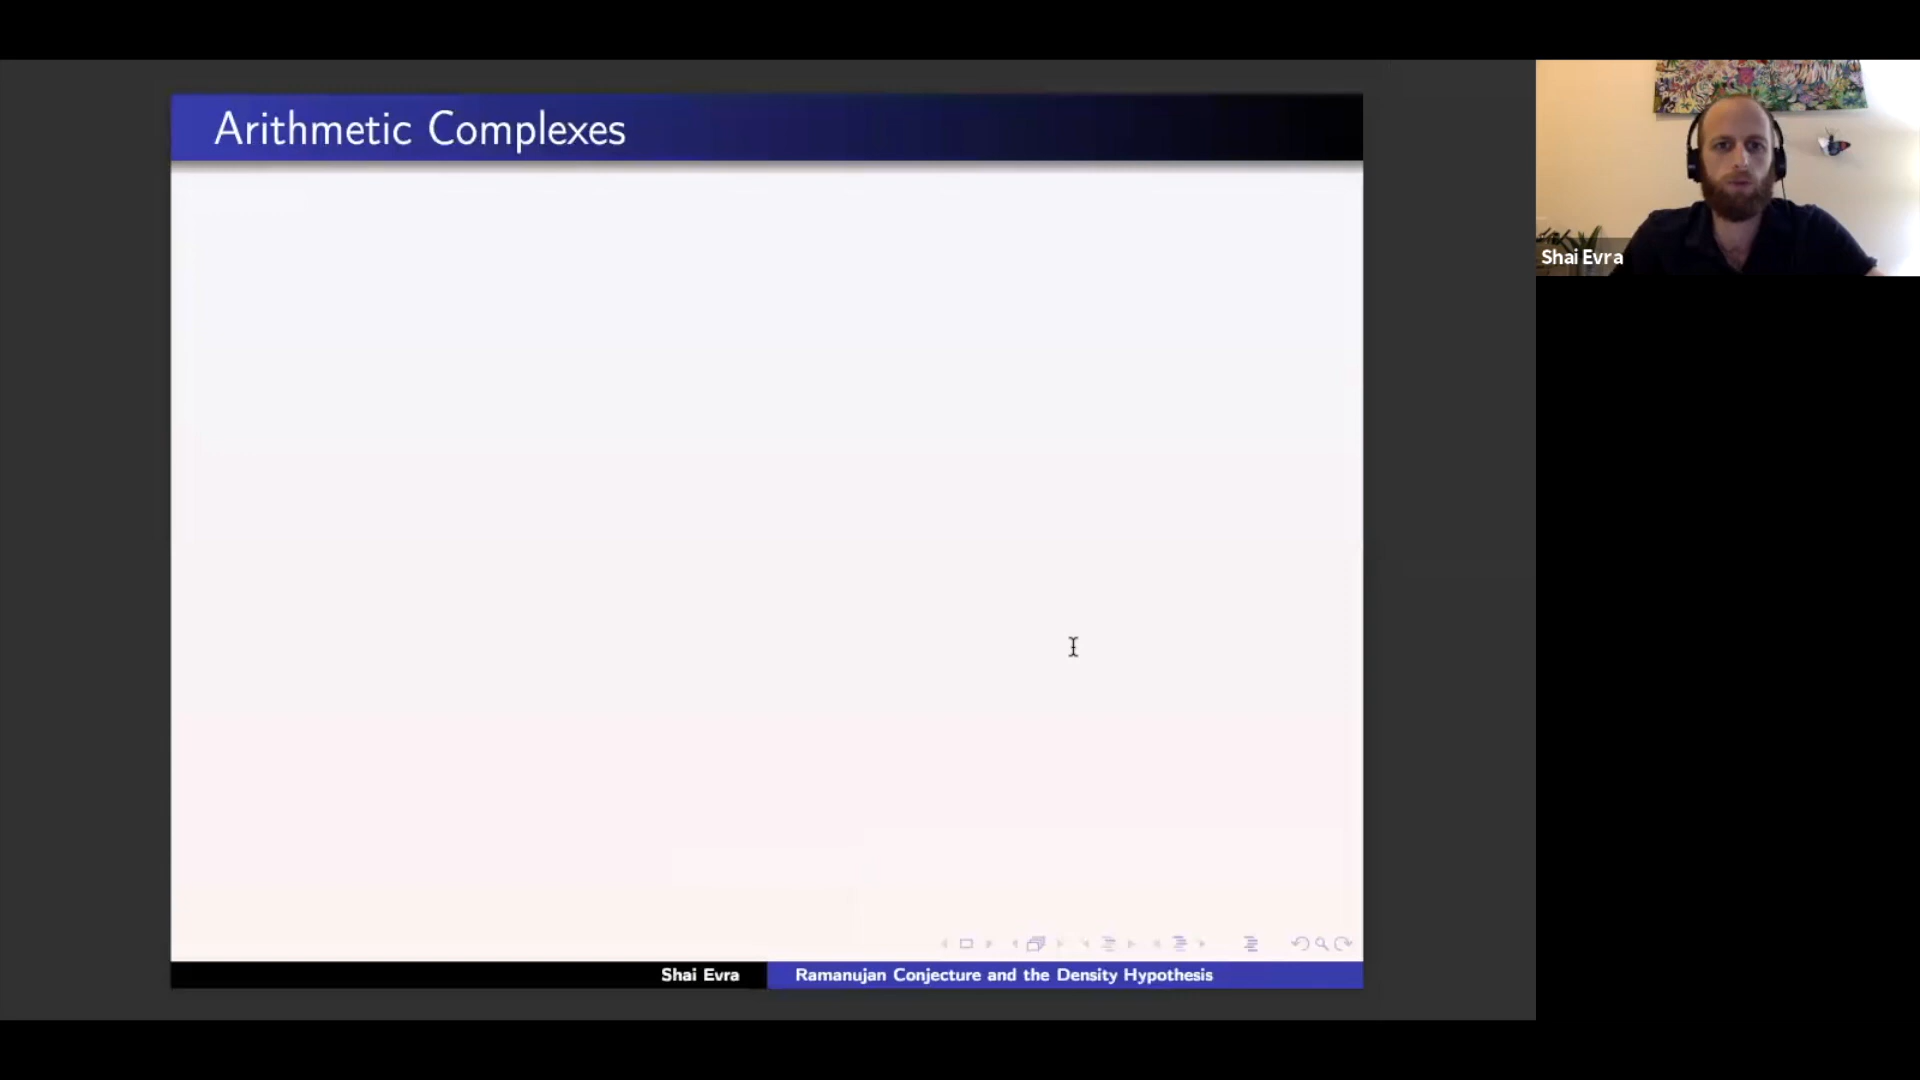 Arithmetic Complexes
Shai Evra
Shai Evra
Ramanujan Conjecture and the Density Hypothesis